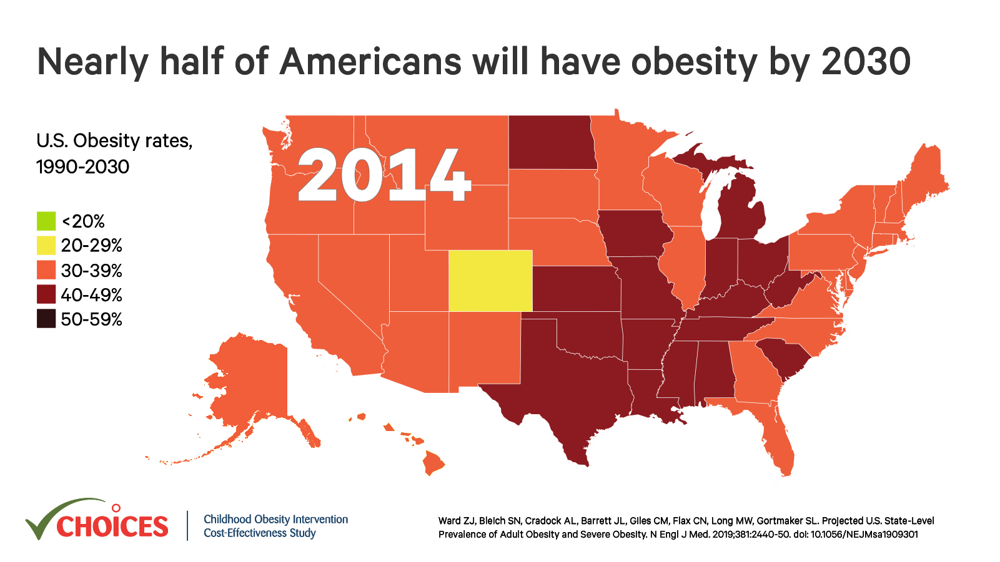 Nearly half of Americans will have obesity by 2030
U.S. Obesity rates,
1990-2030
2014
<20%
20-29%
30-39%
40-49%
50-59%
CHOICES
Childhood Obesity Intervention
Cost-Effectiveness Study
Ward ZJ, Bleich SN, Cradock AL, Barrett JL, Giles CM, Flax CN, Long MW, Gortmaker SL. Projected U.S. State-Level
Prevalence of Adult Obesity and Severe Obesity. N Engl J Med. 2019;381:2440-50. doi: 10.1056/NEJMsa1909301